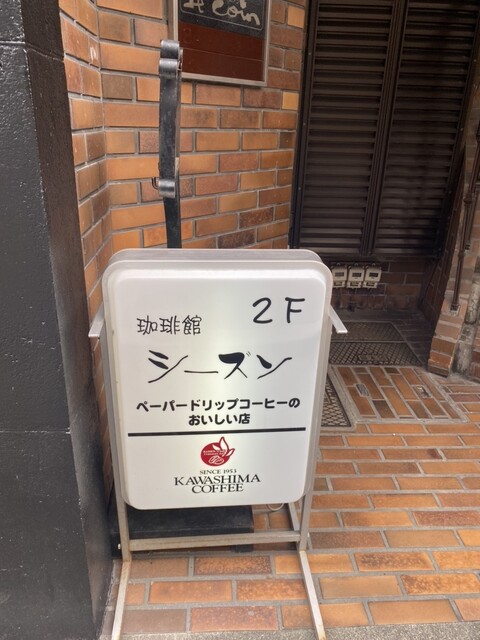 Coin
珈琲館
2F
シーズン
ペーパードリップコーヒーの
おいしい店
SINCE 1953
KAWASHIMA
COFFEE